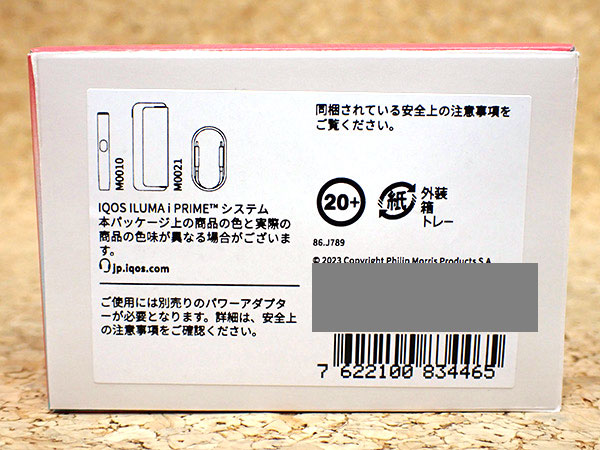 M0010
M0021
IQOS ILUMA i PRIME™ システム
本パッケージ上の商品の色と実際の
商品の色味が異なる場合がございま
す。
jp.iqos.com
ご使用には別売りのパワーアダプタ
ーが必要となります。詳細は、安全上
の注意事項をご確認ください。
同梱されている安全上の注意事項を
ご覧ください。
20+
紙
外装
箱
トレー
86.J789
© 2023 Copyright Philip Morris Products S.A.
7 622100 834465